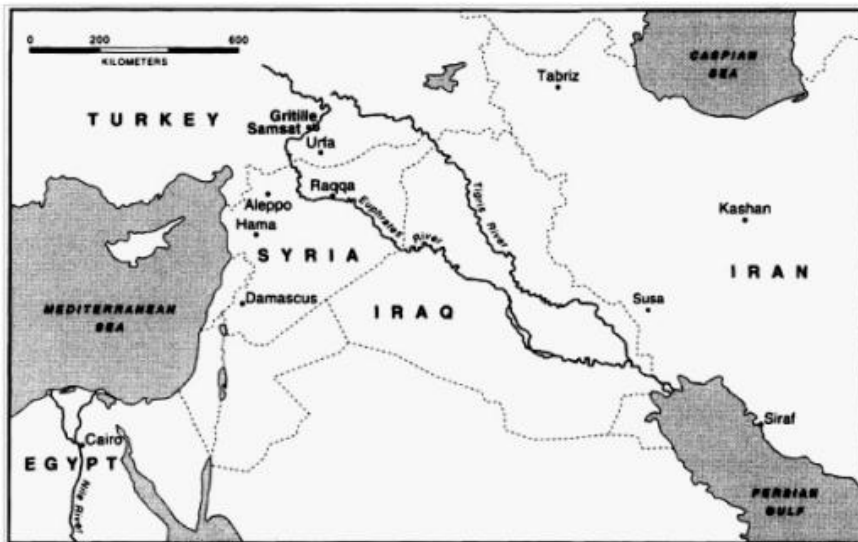 0 200 600
KILOMETERS
CASPIAN
SEA
Tabriz
TURKEY
Gritille
Samsat
Urfa
Raqqa
Aleppo
Euphrates River
Tigris River
Kashan
Hama
SYRIA
IRAN
MEDITERRANEAN
SEA
Damascus
IRAQ
Susa
Cairo
EGYPT
Nile River
Siraf
PERSIAN
GULF